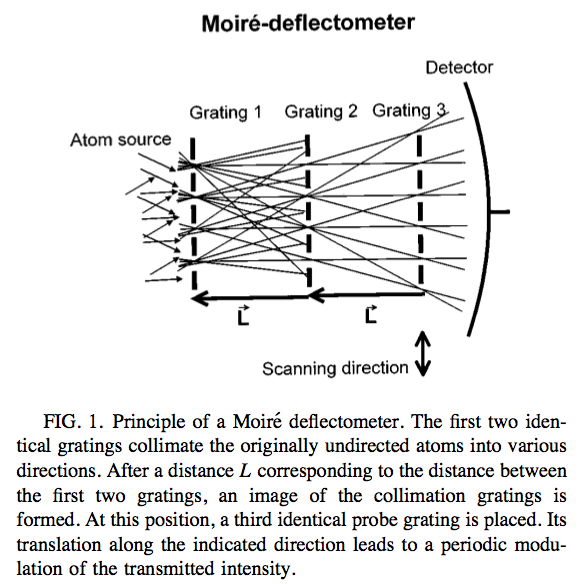 Moiré-deflectometer
Detector
Grating 1 Grating 2 Grating 3
Atom source
L
L
Scanning direction
FIG. 1. Principle of a Moiré deflectometer. The first two iden-
tical gratings collimate the originally undirected atoms into various
directions. After a distance L corresponding to the distance between
the first two gratings, an image of the collimation gratings is
formed. At this position, a third identical probe grating is placed. Its
translation along the indicated direction leads to a periodic modu-
lation of the transmitted intensity.